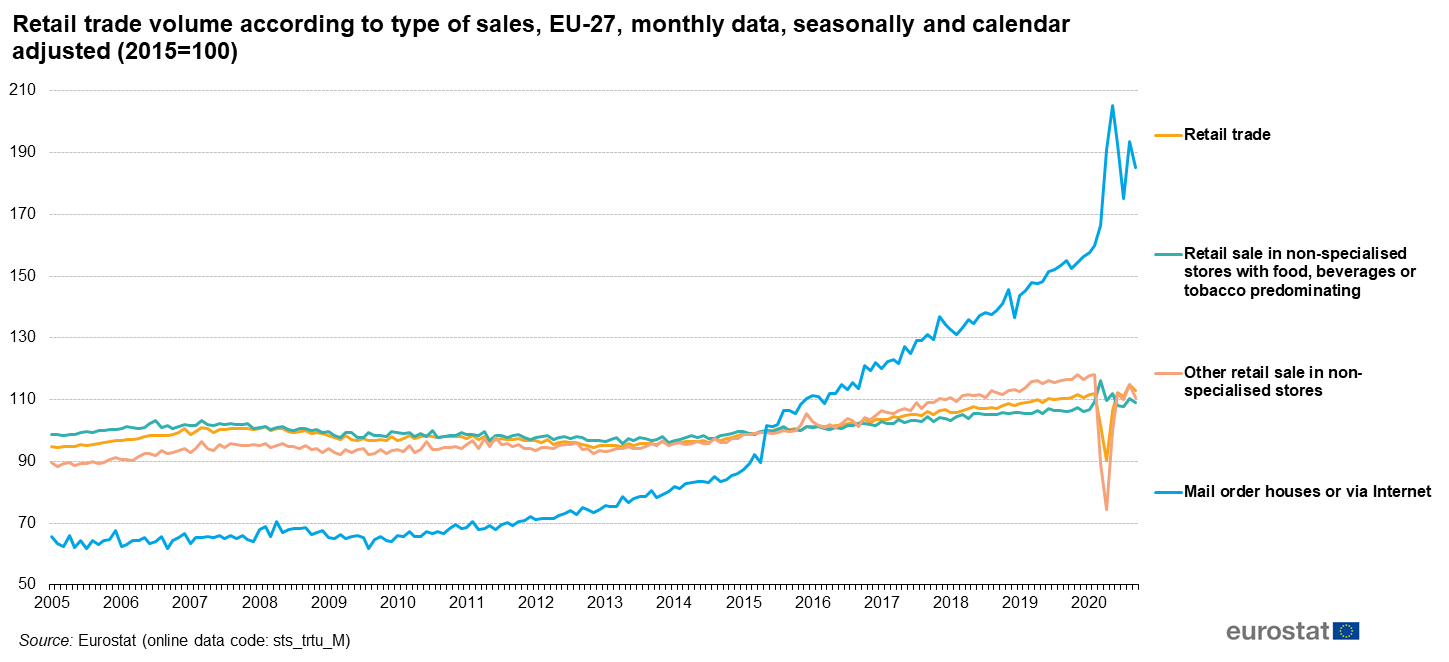 Retail trade volume according to type of sales, EU-27, monthly data, seasonally and calendar
adjusted (2015=100)
210
190
170
150
130
110
90
70
50
2005 2006 2007 2008 2009 2010 2011 2012 2013 2014 2015 2016 2017 2018 2019 2020
Retail trade
Retail sale in non-specialised
stores with food, beverages or
tobacco predominating
Other retail sale in non-
specialised stores
Mail order houses or via Internet
Source: Eurostat (online data code: sts_trtu_M)
eurostat